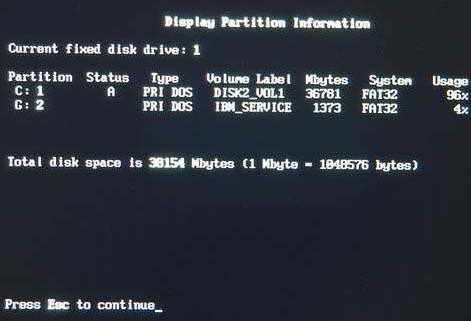 Display Partition Information
Current fixed disk drive: 1
Partition Status Type Volume Label Mbytes System Usage
C: 1 A PRI DOS DISK2_VOL1 36781 FAT32 96%
G: 2 PRI DOS IBM_SERVICE 1373 FAT32 4%
Total disk space is 38154 Mbytes (1 Mbyte = 1048576 bytes)
Press Esc to continue_